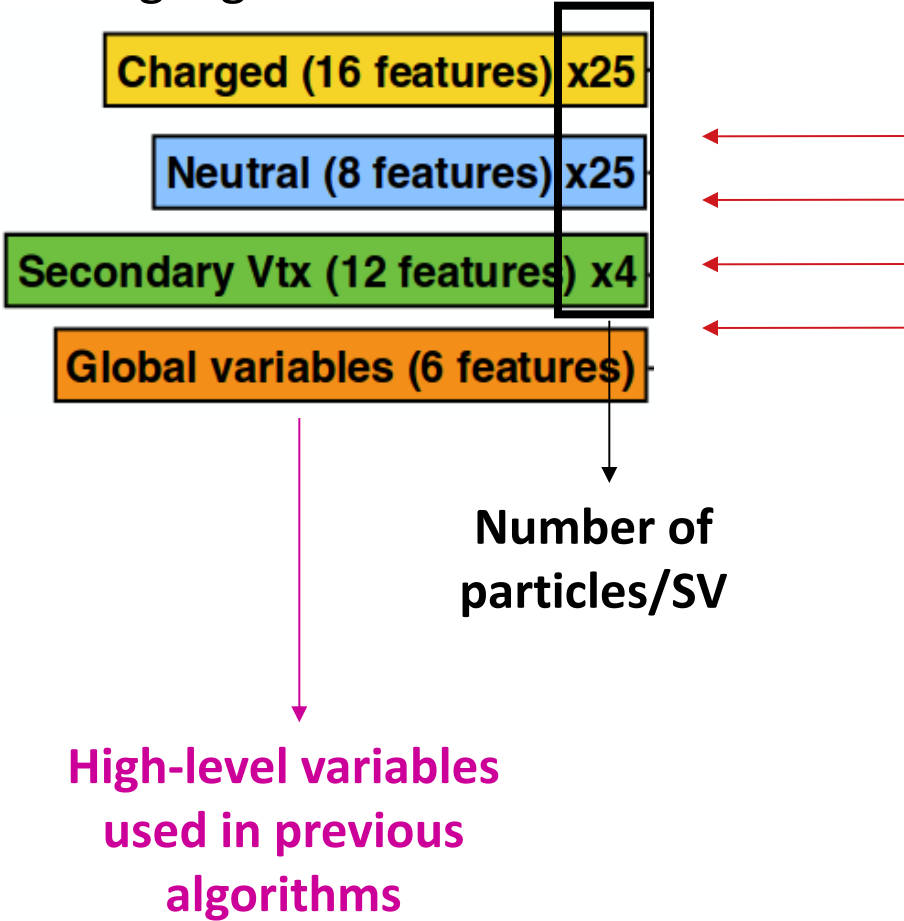 Charged (16 features) x25
Neutral (8 features) x25
Secondary Vtx (12 features) x4
Global variables (6 features)
Number of
particles/SV
High-level variables
used in previous
algorithms